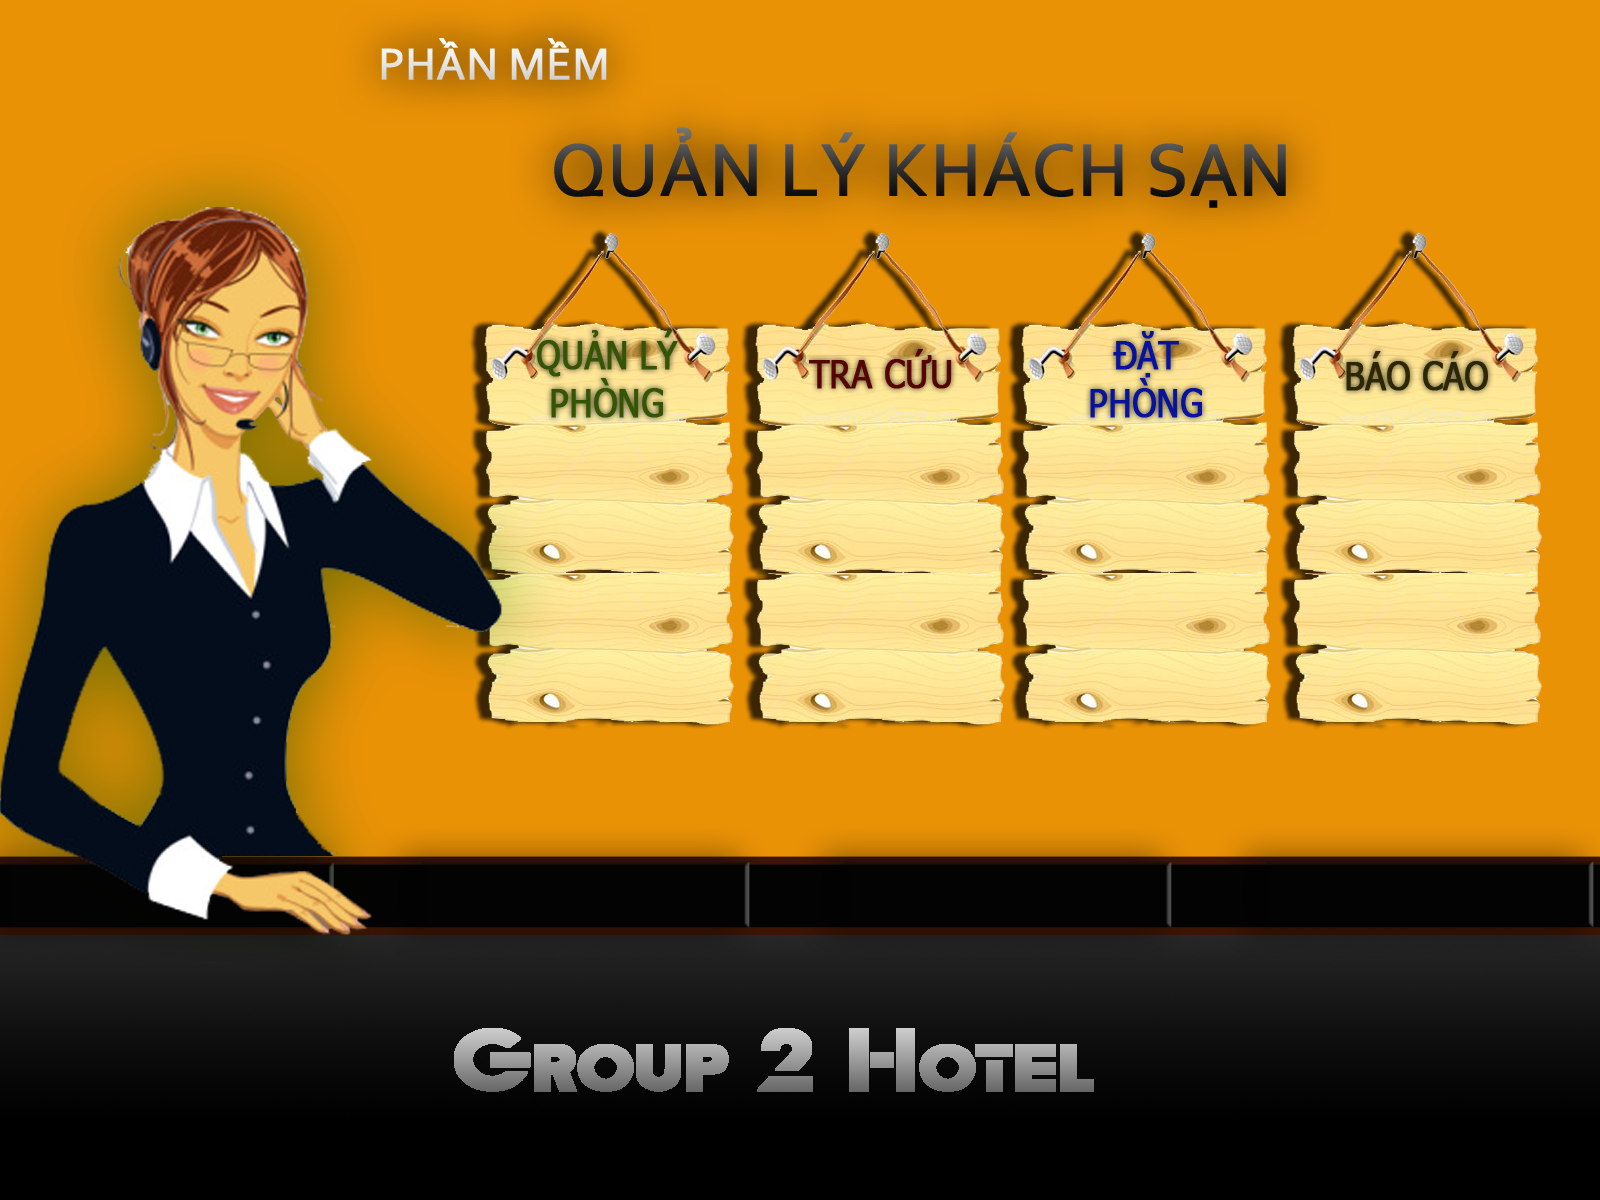 PHẦN MỀM
QUẢN LÝ KHÁCH SẠN
QUẢN LÝ
PHÒNG
TRA CỨU
ĐẶT
PHÒNG
BÁO CÁO
GROUP 2 HOTEL